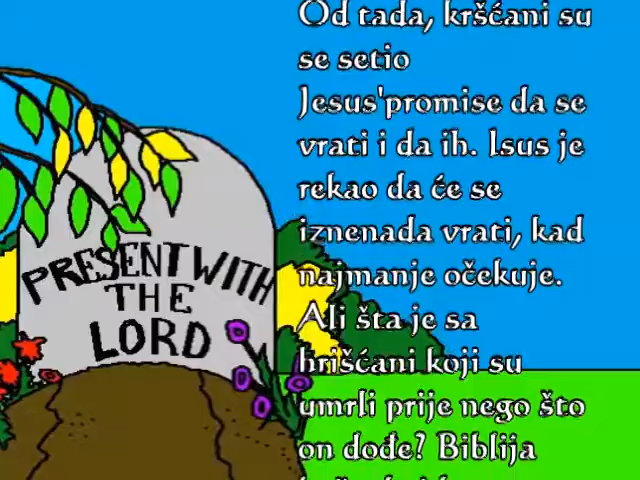 Od tada, kršćani su
se setio
Jesus'promise da se
vrati i da ih. Isus je
rekao da će se
iznenada vrati, kad
najmanje očekuje.
Ali šta je sa
hrišćani koji su
umrli prije nego što
on dođe? Biblija
PRESENT WITH
THE
LORD